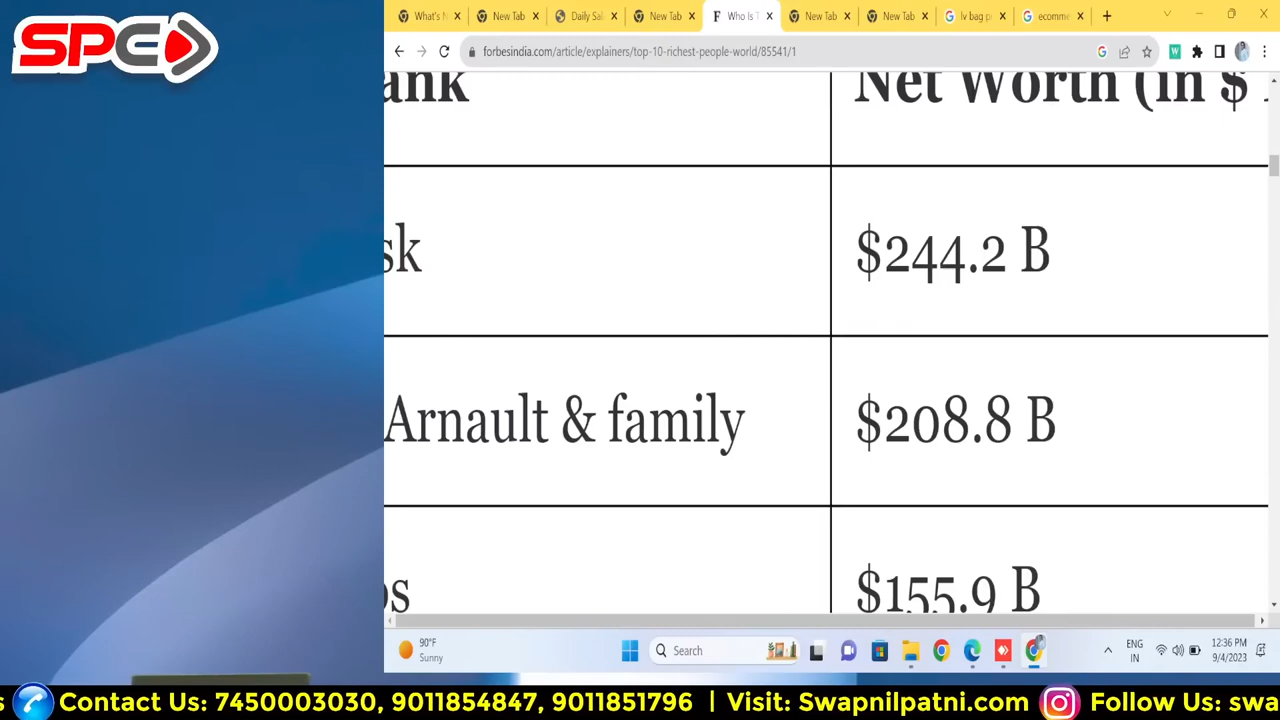 SPE
What's N
New Tab
Daily Sal
New Tab
Who Is T
New Tab
New Tab
lv bag p
ecomme
forbesindia.com/article/explainers/top-10-richest-people-world/85541/1
ank
Net Worth (in $
sk
$244.2 B
Arnault & family
$208.8 B
os
$155.9 B
90°F
Sunny
Search
ENG
IN
12:36 PM
9/4/2023
s Contact Us: 7450003030, 9011854847, 9011851796 | Visit: Swapnilpatni.com Follow Us: swa